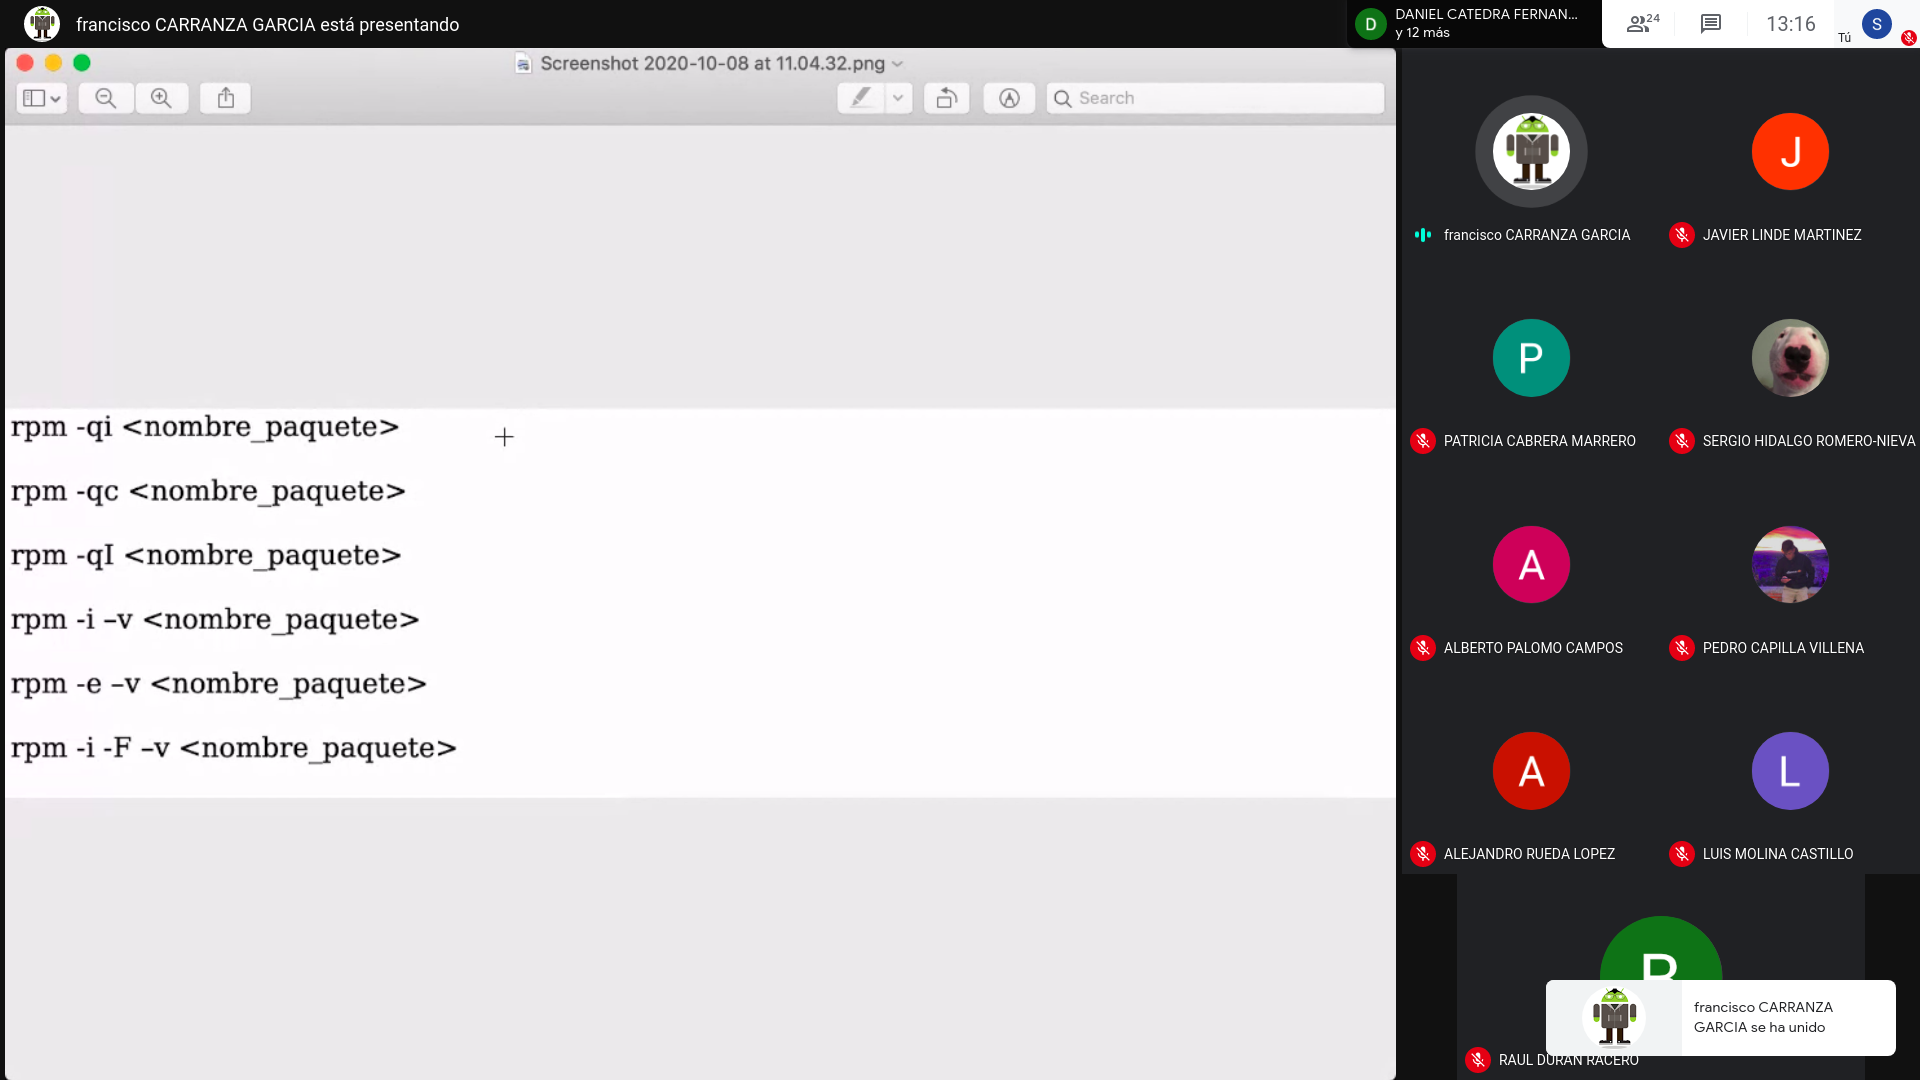 francisco CARRANZA GARCIA está presentando
D
DANIEL CATEDRA FERNAN...
y 12 más
24
13:16
Tú
S
Screenshot 2020-10-08 at 11.04.32.png
Search
rpm -qi <nombre_paquete>
rpm -qc <nombre_paquete>
rpm -qI <nombre_paquete>
rpm -i –v <nombre_paquete>
rpm -e –v <nombre_paquete>
rpm -i -F –v <nombre_paquete>
J
francisco CARRANZA GARCIA
JAVIER LINDE MARTINEZ
P
PATRICIA CABRERA MARRERO
SERGIO HIDALGO ROMERO-NIEVA
A
ALBERTO PALOMO CAMPOS
PEDRO CAPILLA VILLENA
A
L
ALEJANDRO RUEDA LOPEZ
LUIS MOLINA CASTILLO
R
francisco CARRANZA
GARCIA se ha unido
RAUL DURAN RACERO